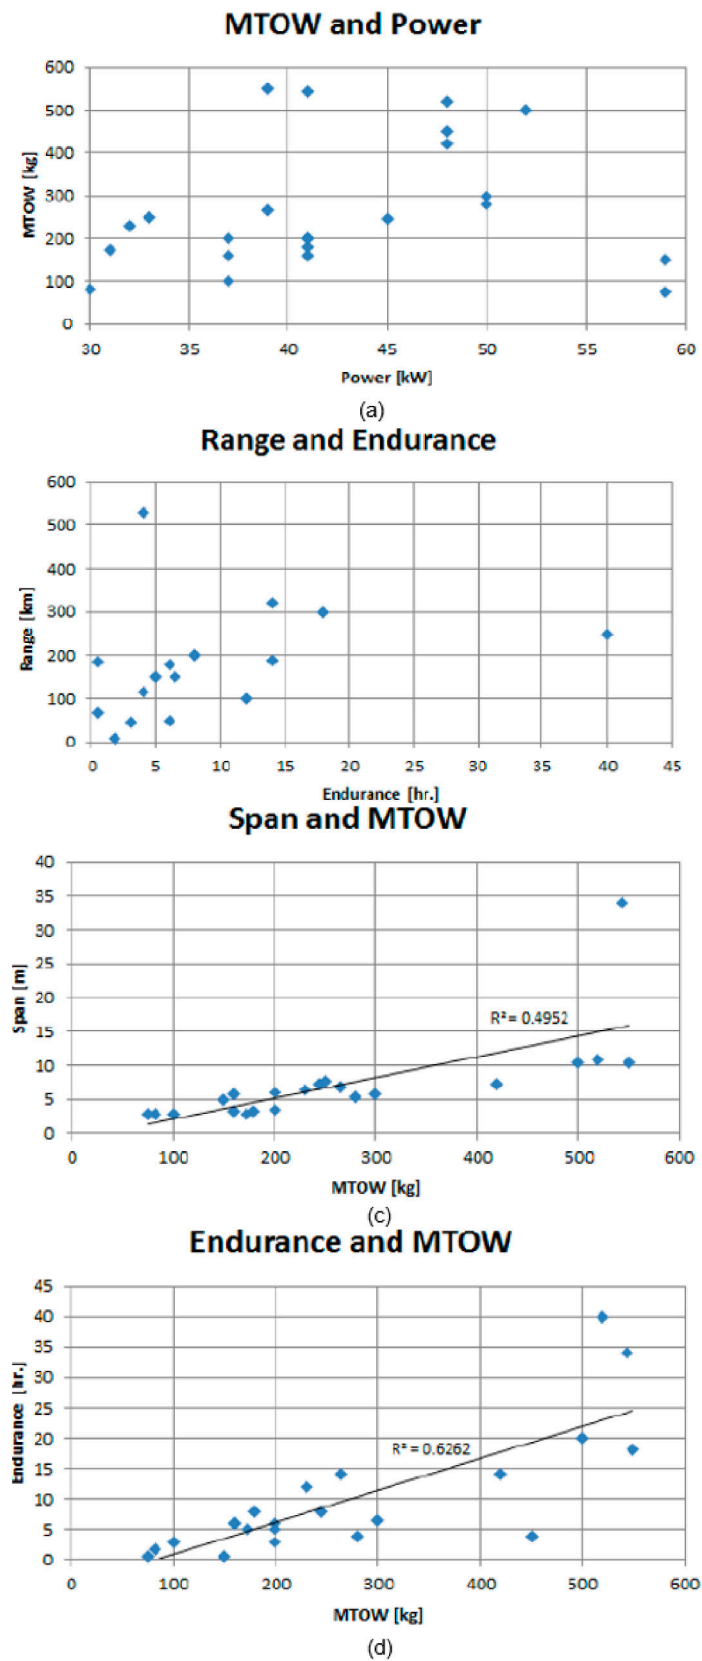 MTOW and Power
600
500
400
300
200
100
0
MTOW [kg]
30 35 40 45 50 55 60
Power [kW]
(a)
Range and Endurance
600
500
400
300
200
100
0
Range [km]
0 5 10 15 20 25 30 35 40 45
Endurance [hr.]
Span and MTOW
40
35
30
25
20
15
10
5
0
Span [m]
R² = 0.4952
0 100 200 300 400 500 600
MTOW [kg]
(c)
Endurance and MTOW
45
40
35
30
25
20
15
10
5
0
Endurance [hr.]
R² = 0.6262
0 100 200 300 400 500 600
MTOW [kg]
(d)